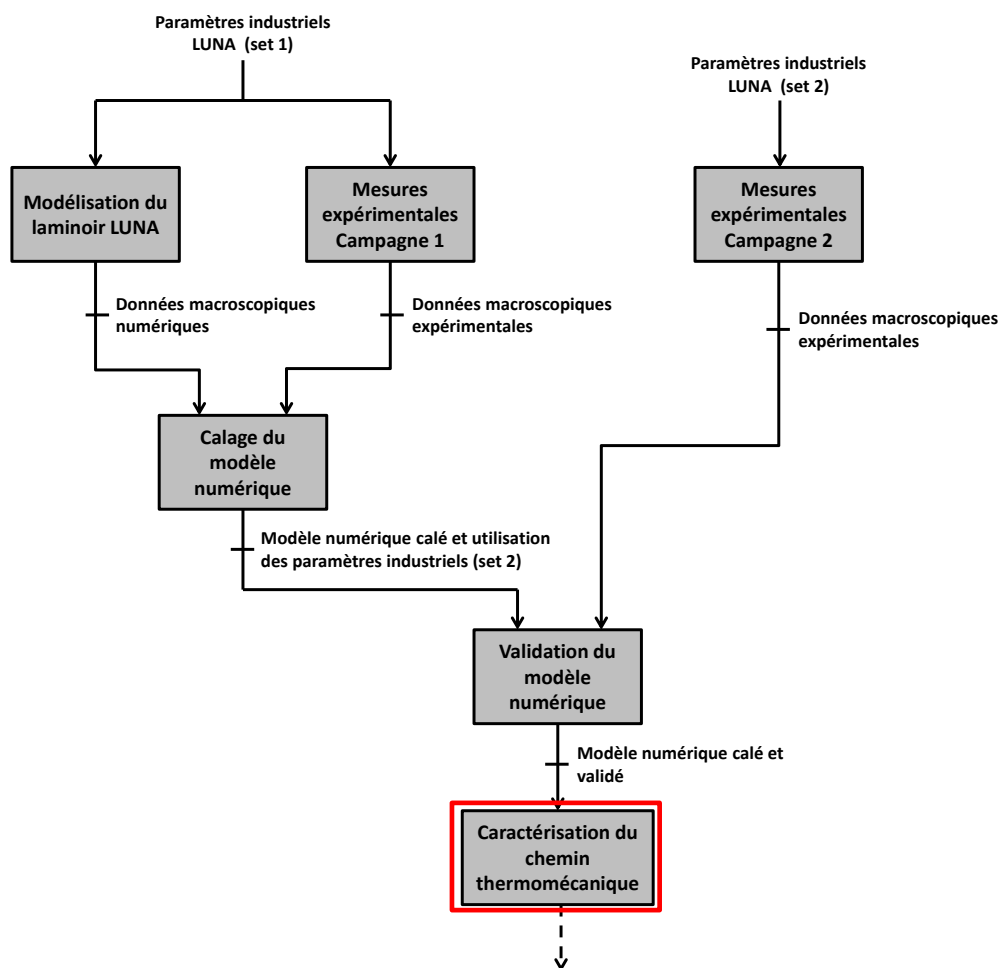 Paramètres industriels
LUNA  (set 1)
Paramètres industriels
LUNA  (set 2)
Modélisation du
laminoir LUNA
Mesures
expérimentales
Campagne 1
Mesures
expérimentales
Campagne 2
Données macroscopiques
numériques
Données macroscopiques
expérimentales
Données macroscopiques
expérimentales
Calage du
modèle
numérique
Modèle numérique calé et utilisation
des paramètres industriels (set 2)
Validation du
modèle
numérique
Modèle numérique calé et
validé
Caractérisation du
chemin
thermomécanique